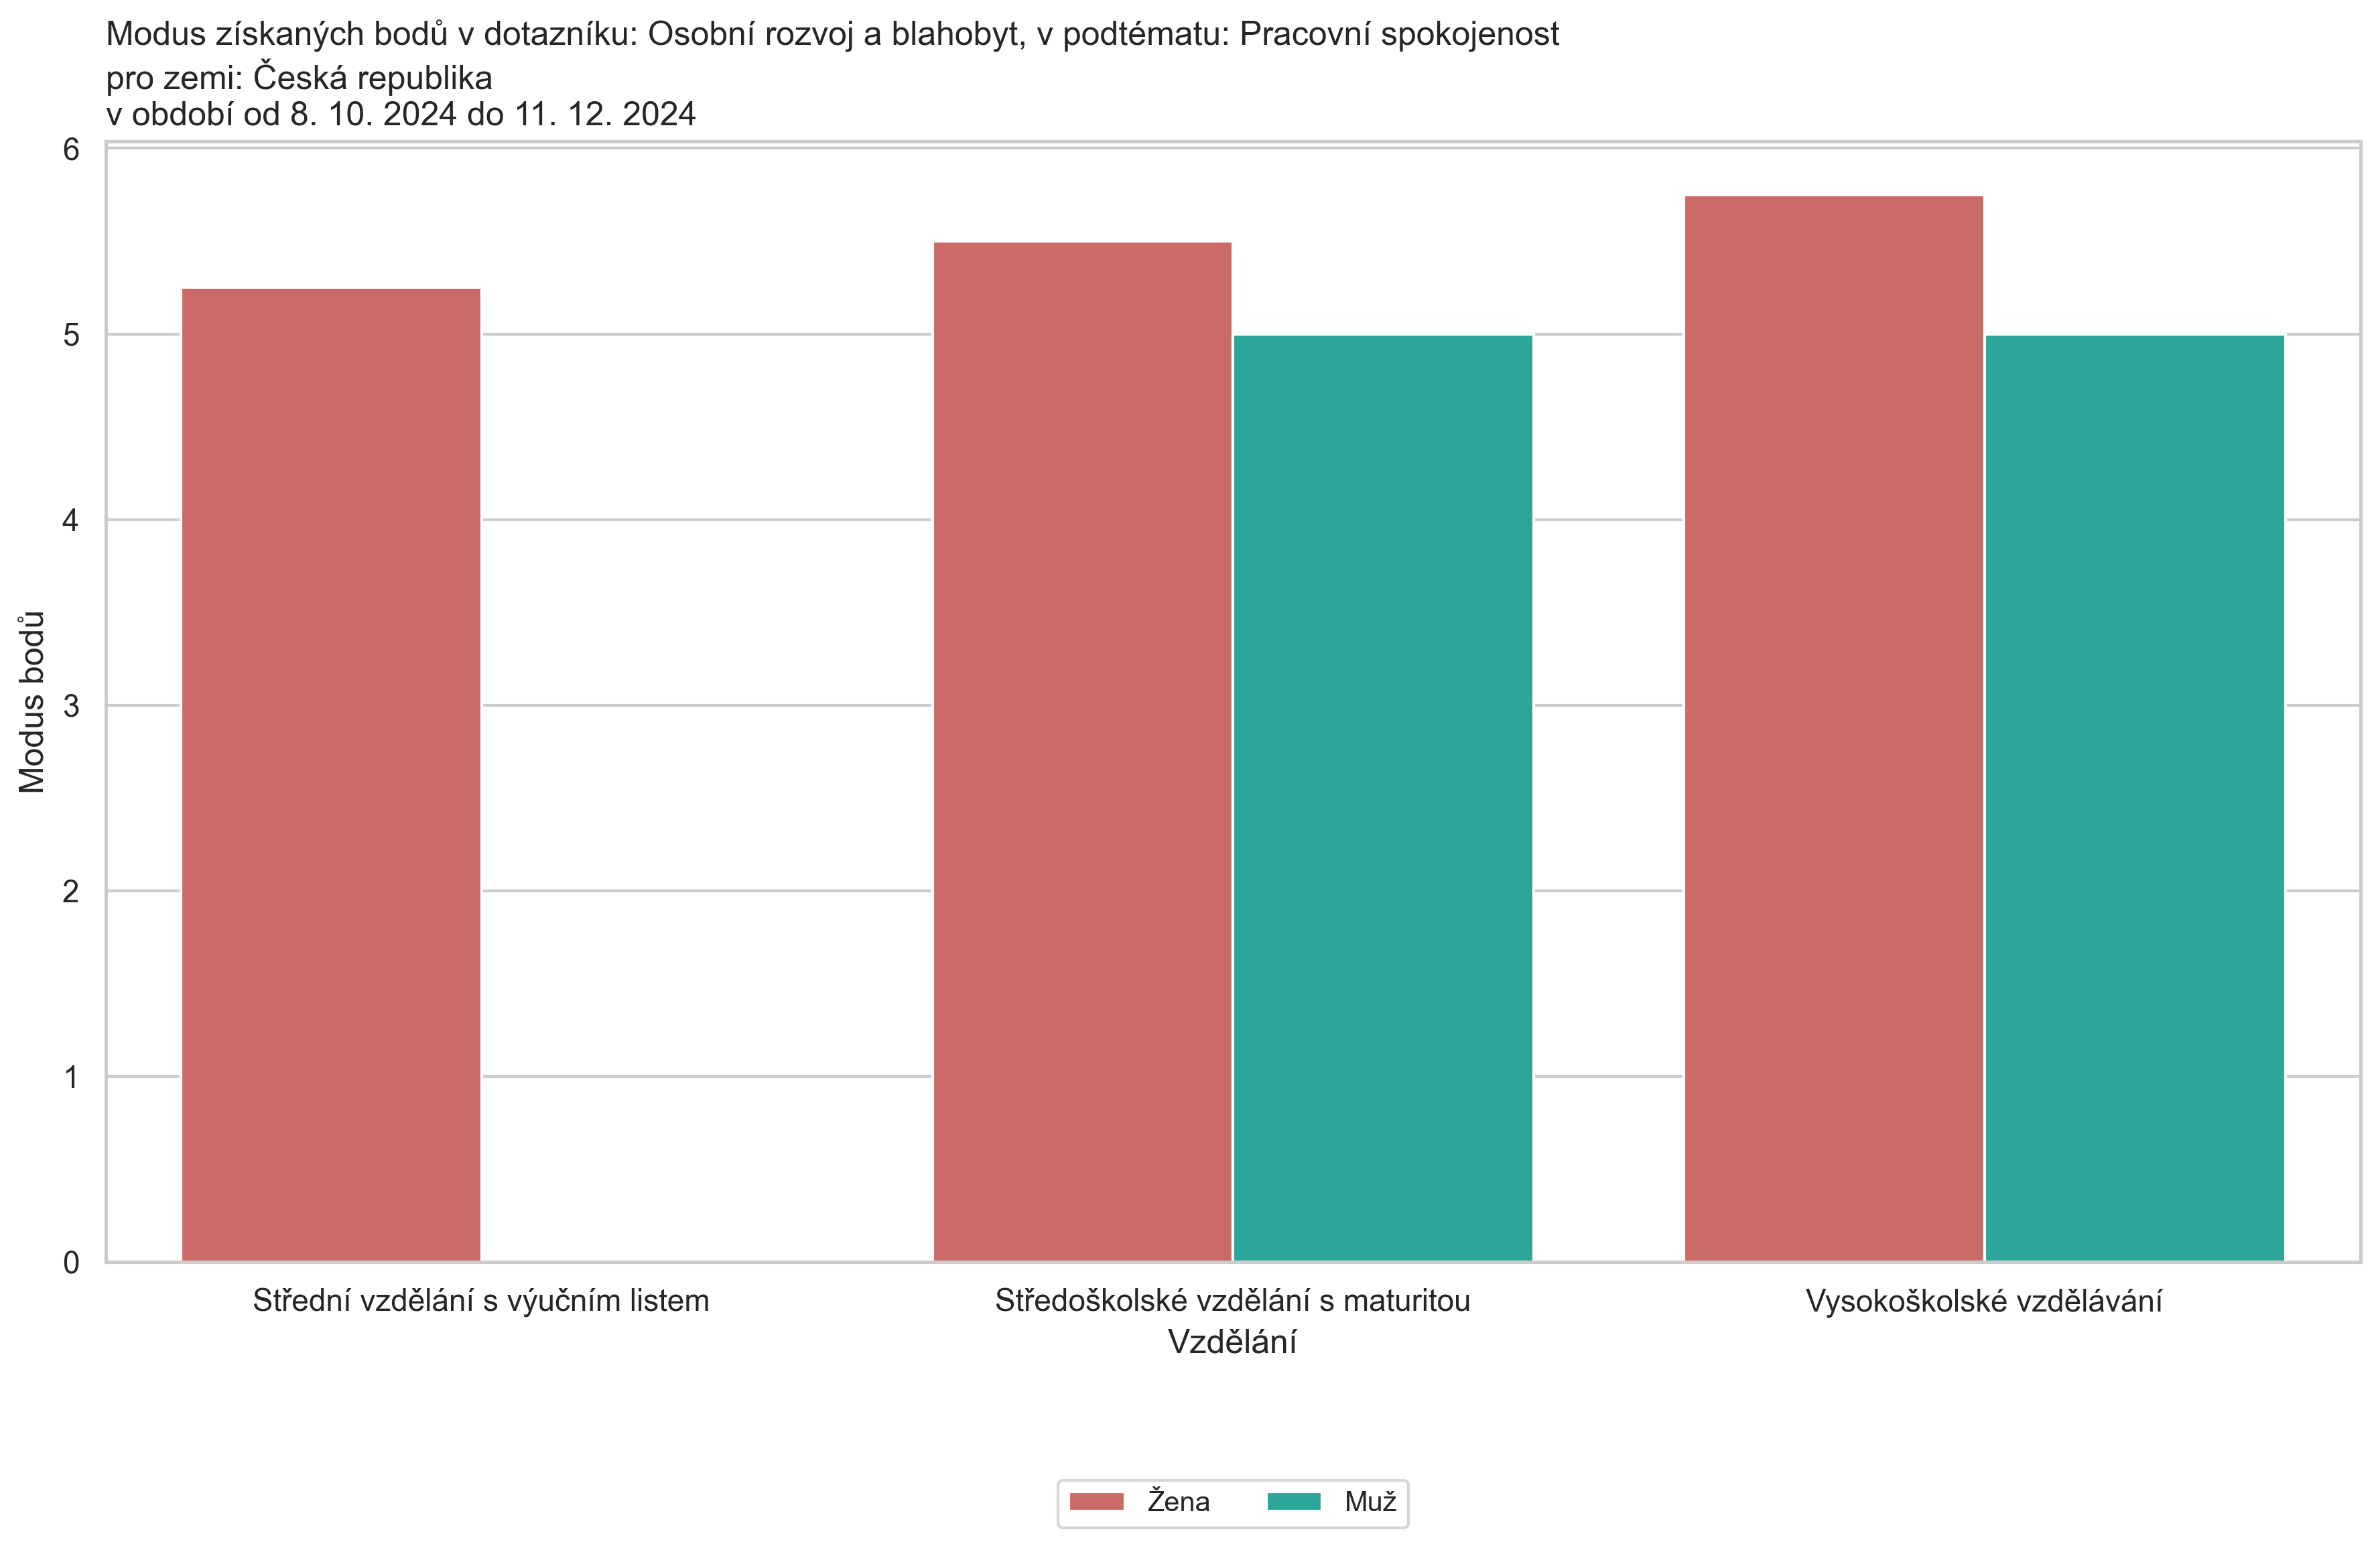 Modus získaných bodů v dotazníku: Osobní rozvoj a blahobyt, v podtématu: Pracovní spokojenost
pro zemi: Česká republika
v období od 8. 10. 2024 do 11. 12. 2024
6
5
4
3
2
1
0
Modus bodů
Střední vzdělání s výučním listem
Středoškolské vzdělání s maturitou
Vysokoškolské vzdělávání
Vzdělání
Žena
Muž